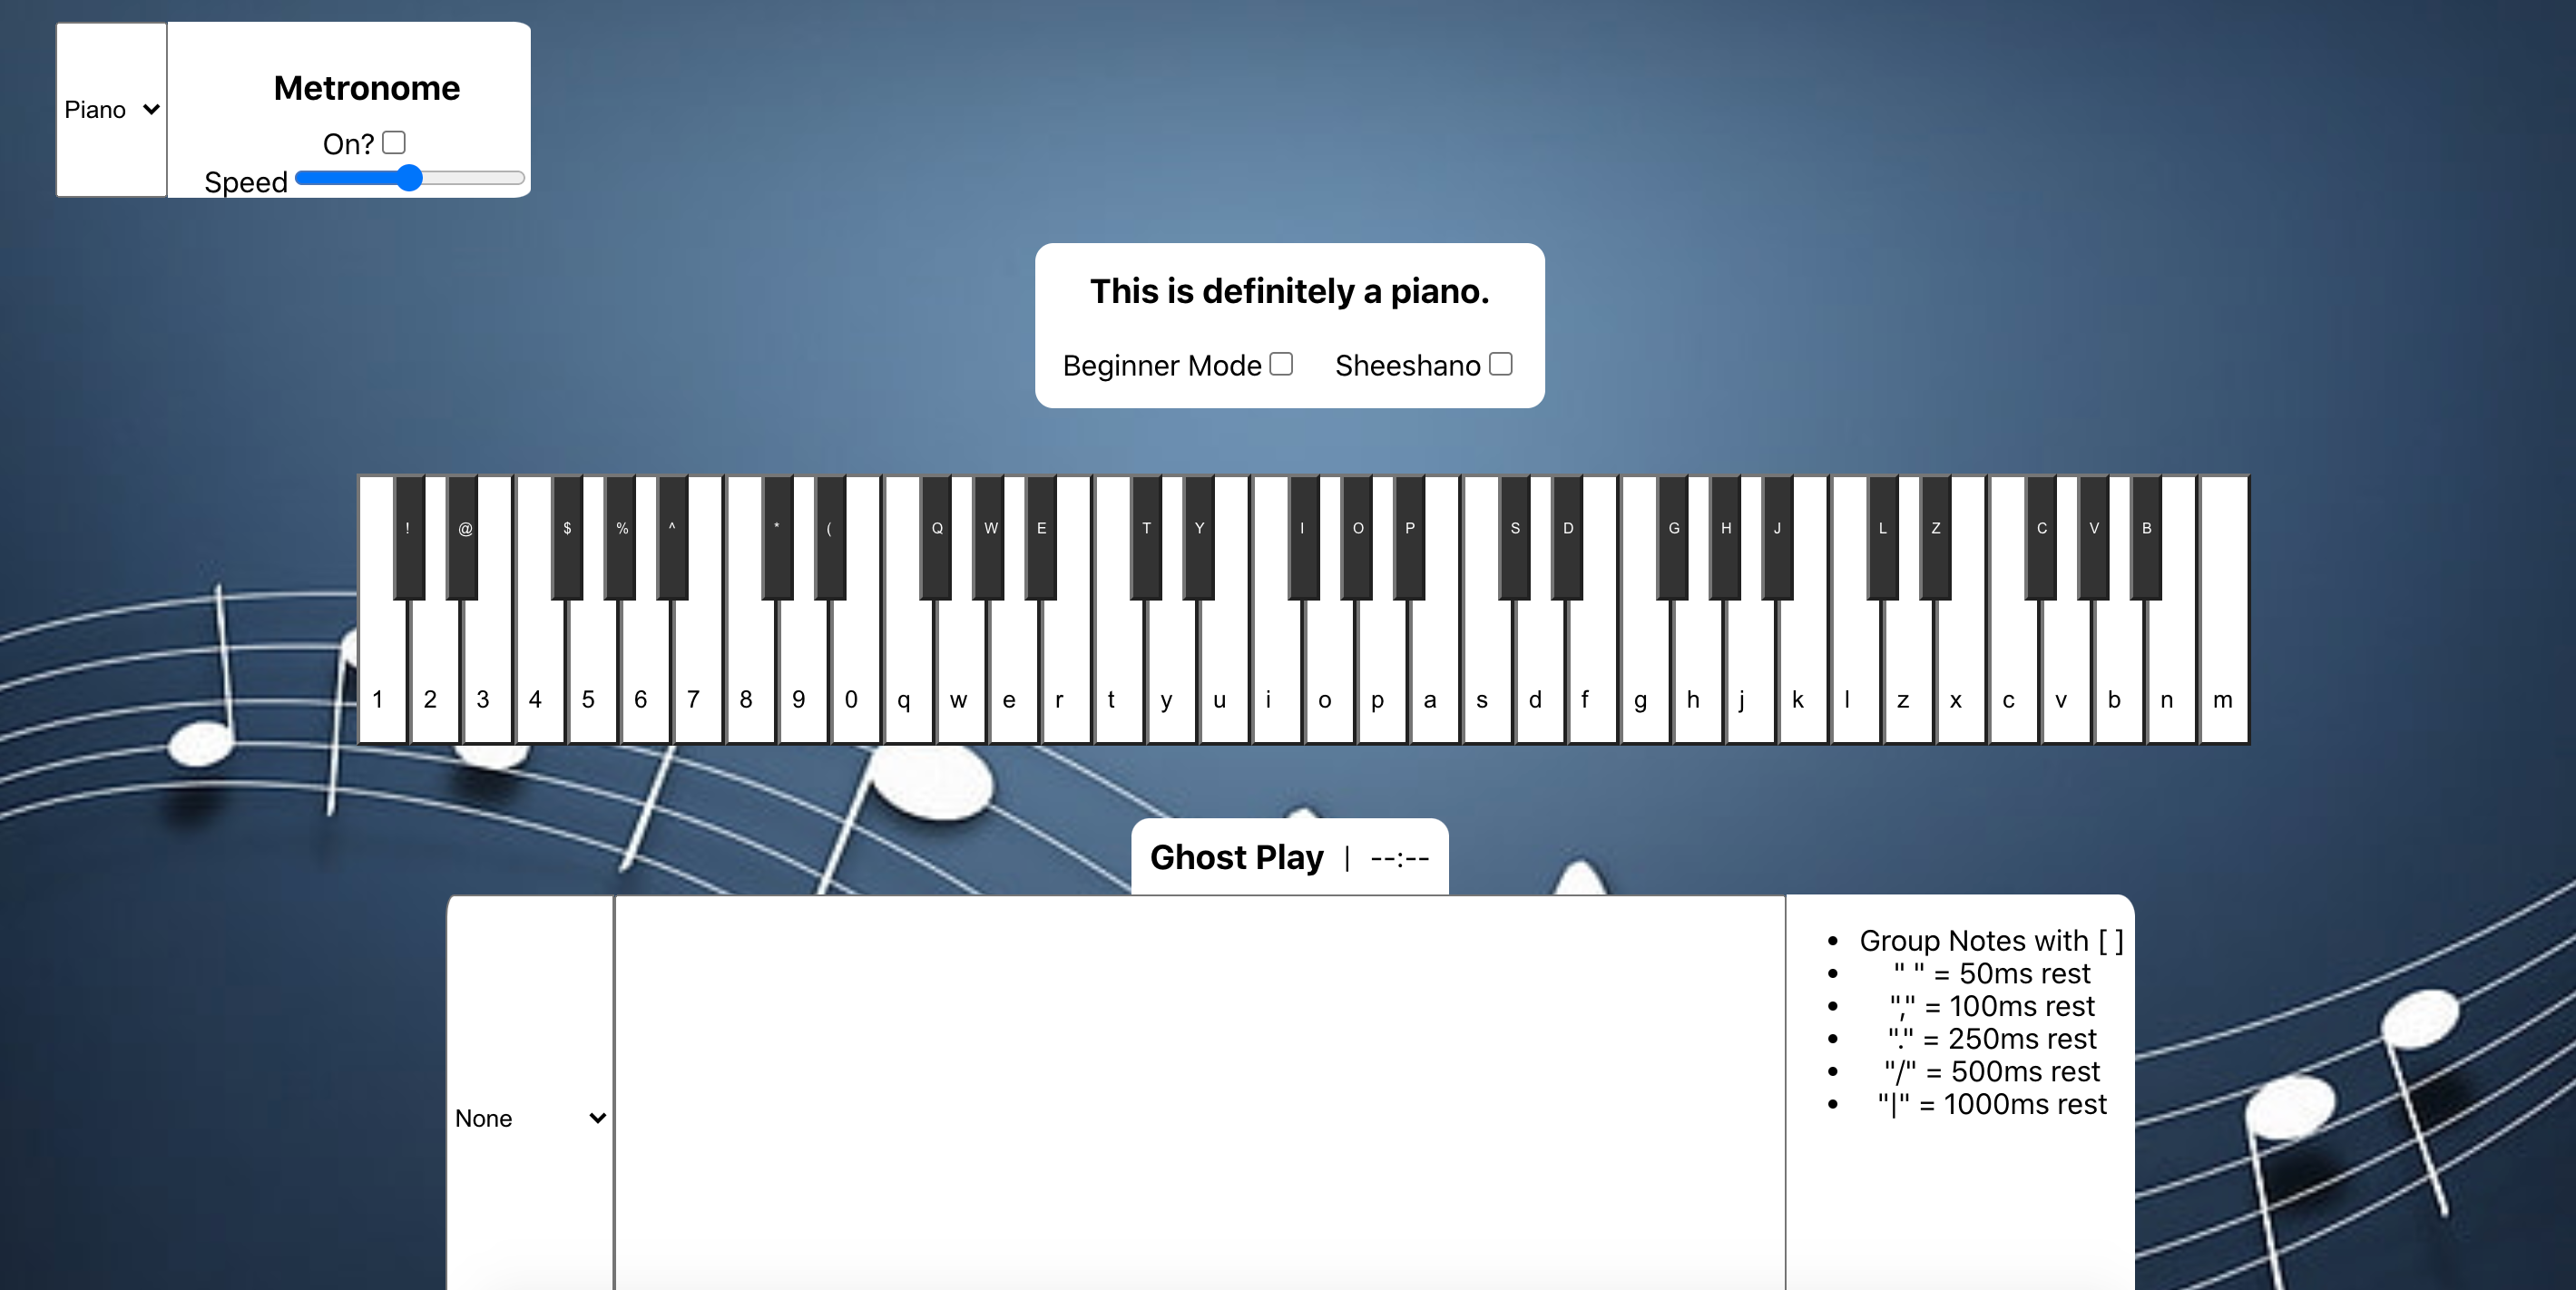 Piano
Metronome
On?
Speed
This is definitely a piano.
Beginner Mode Sheeshano
! @ $ % ^ * ( Q W E T Y I O P S D G H J L Z C V B
1 2 3 4 5 6 7 8 9 0 q w e r t y u i o p a s d f g h j k l z x c v b n m
Ghost Play | --:--
None
• Group Notes with [ ]
• " " = 50ms rest
• "," = 100ms rest
• "." = 250ms rest
• "/" = 500ms rest
• "|" = 1000ms rest